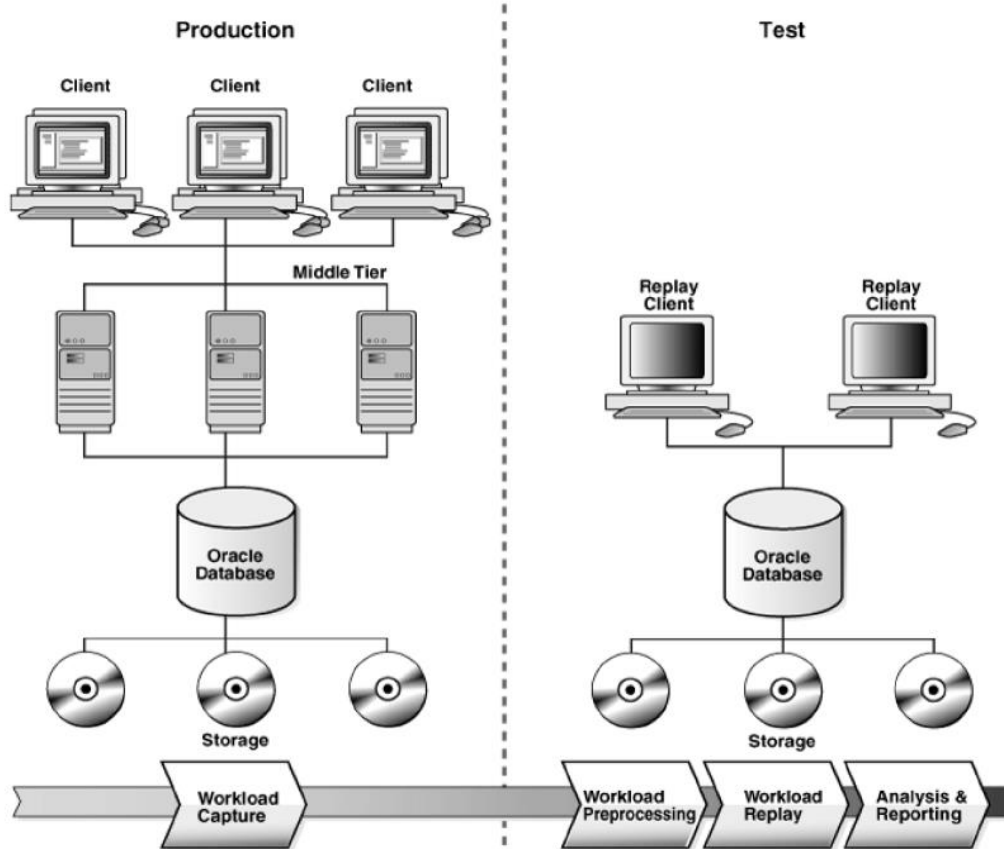 Production
Test
Client
Client
Client
Middle Tier
Replay
Client
Replay
Client
Oracle
Database
Oracle
Database
Storage
Storage
Workload
Capture
Workload
Preprocessing
Workload
Replay
Analysis &
Reporting